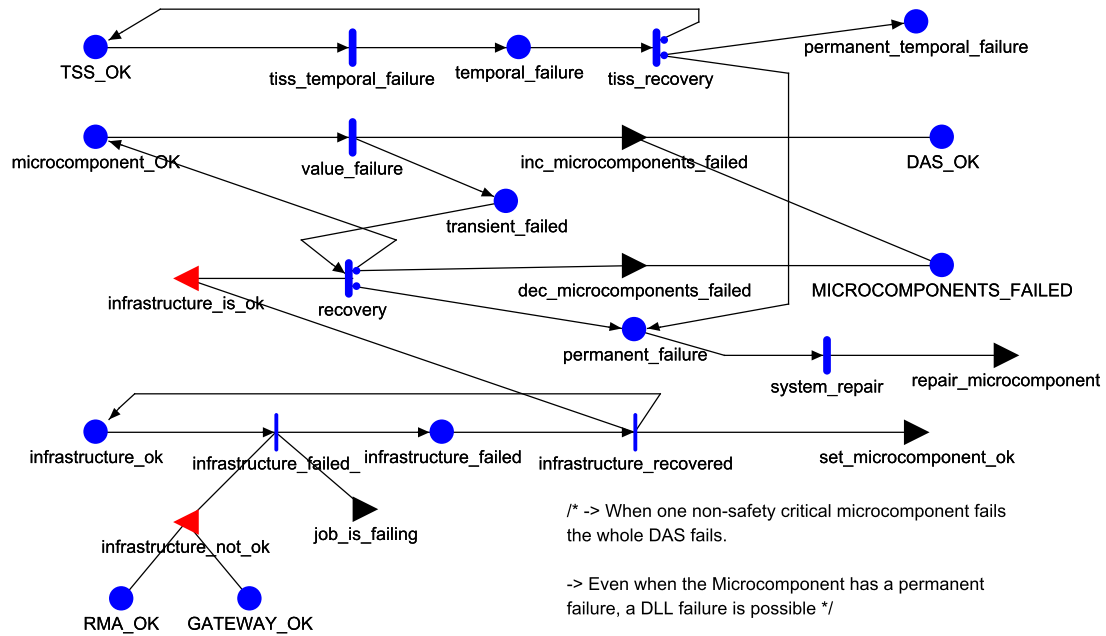 TSS_OK
tiss_temporal_failure
temporal_failure
tiss_recovery
permanent_temporal_failure
microcomponent_OK
value_failure
inc_microcomponents_failed
DAS_OK
transient_failed
infrastructure_is_ok
recovery
dec_microcomponents_failed
MICROCOMPONENTS_FAILED
permanent_failure
system_repair
repair_microcomponent
infrastructure_ok
infrastructure_failed_
infrastructure_failed
infrastructure_recovered
set_microcomponent_ok
infrastructure_not_ok
job_is_failing
RMA_OK
GATEWAY_OK
/* -> When one non-safety critical microcomponent fails
the whole DAS fails.
-> Even when the Microcomponent has a permanent
failure, a DLL failure is possible */